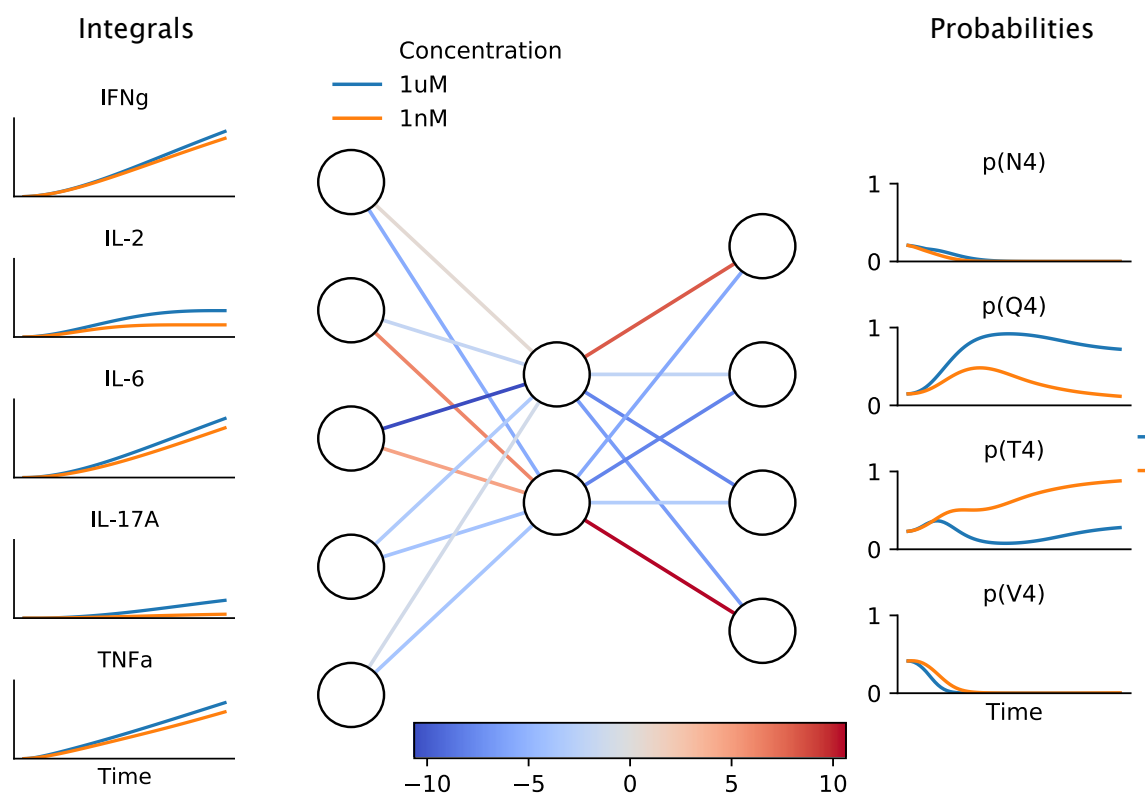 Integrals
Probabilities
Concentration
1uM
1nM
IFNg
IL-2
IL-6
IL-17A
TNFa
Time
p(N4)
1
0
p(Q4)
1
0
p(T4)
1
0
p(V4)
1
0
Time
−10 −5 0 5 10